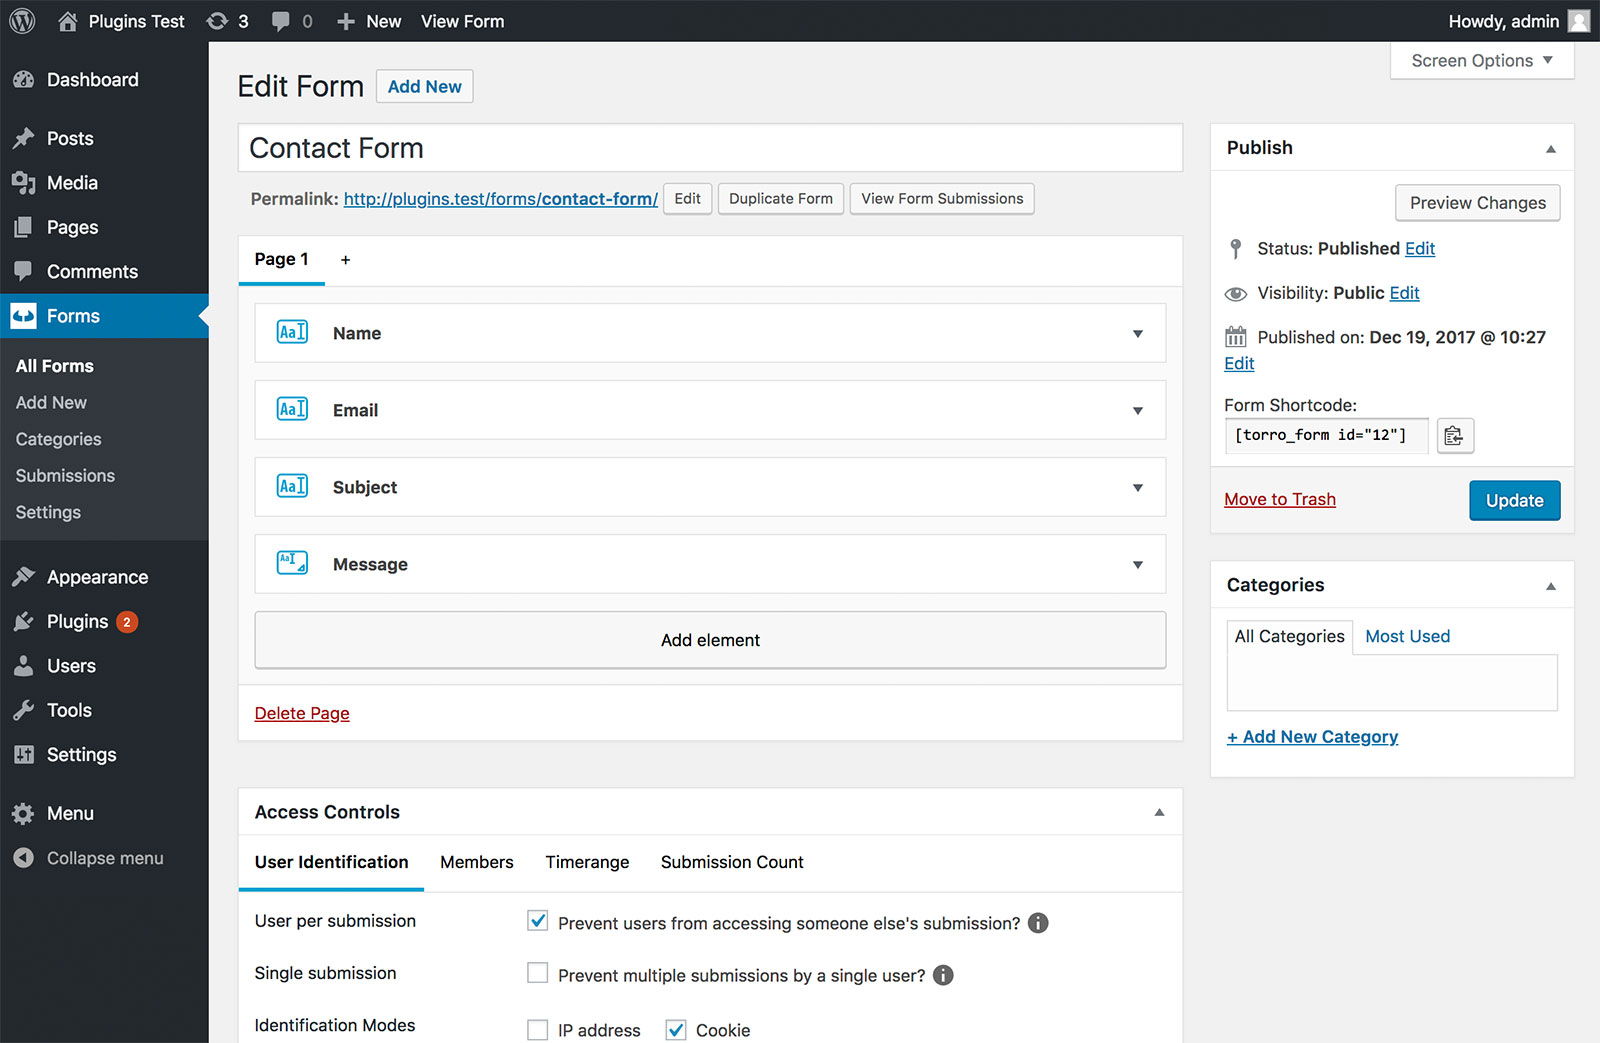 Plugins Test 3 0 New View Form Howdy, admin
Screen Options
Dashboard
Posts
Media
Pages
Comments
Forms
All Forms
Add New
Categories
Submissions
Settings
Appearance
Plugins 2
Users
Tools
Settings
Menu
Collapse menu
Edit Form Add New
Contact Form
Permalink: http://plugins.test/forms/contact-form/ Edit Duplicate Form View Form Submissions
Page 1 +
AaI Name
AaI Email
AaI Subject
AaI Message
Add element
Delete Page
Access Controls
User Identification Members Timerange Submission Count
User per submission Prevent users from accessing someone else's submission? i
Single submission Prevent multiple submissions by a single user? i
Identification Modes IP address Cookie
Publish
Preview Changes
Status: Published Edit
Visibility: Public Edit
Published on: Dec 19, 2017 @ 10:27
Edit
Form Shortcode:
[torro_form id="12"]
Move to Trash Update
Categories
All Categories Most Used
+ Add New Category